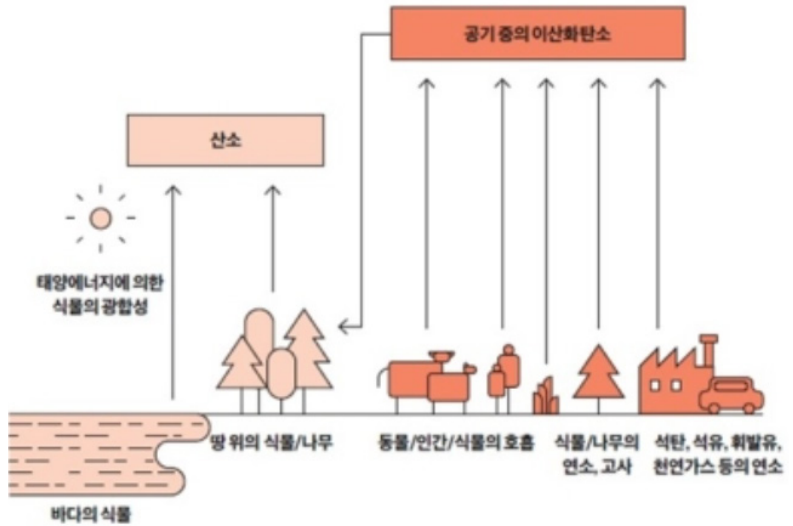 공기 중의 이산화탄소
산소
태양에너지에 의한
식물의 광합성
땅 위의 식물/나무
동물/인간/식물의 호흡
식물/나무의
연소, 고사
석탄, 석유, 휘발유,
천연가스 등의 연소
바다의 식물